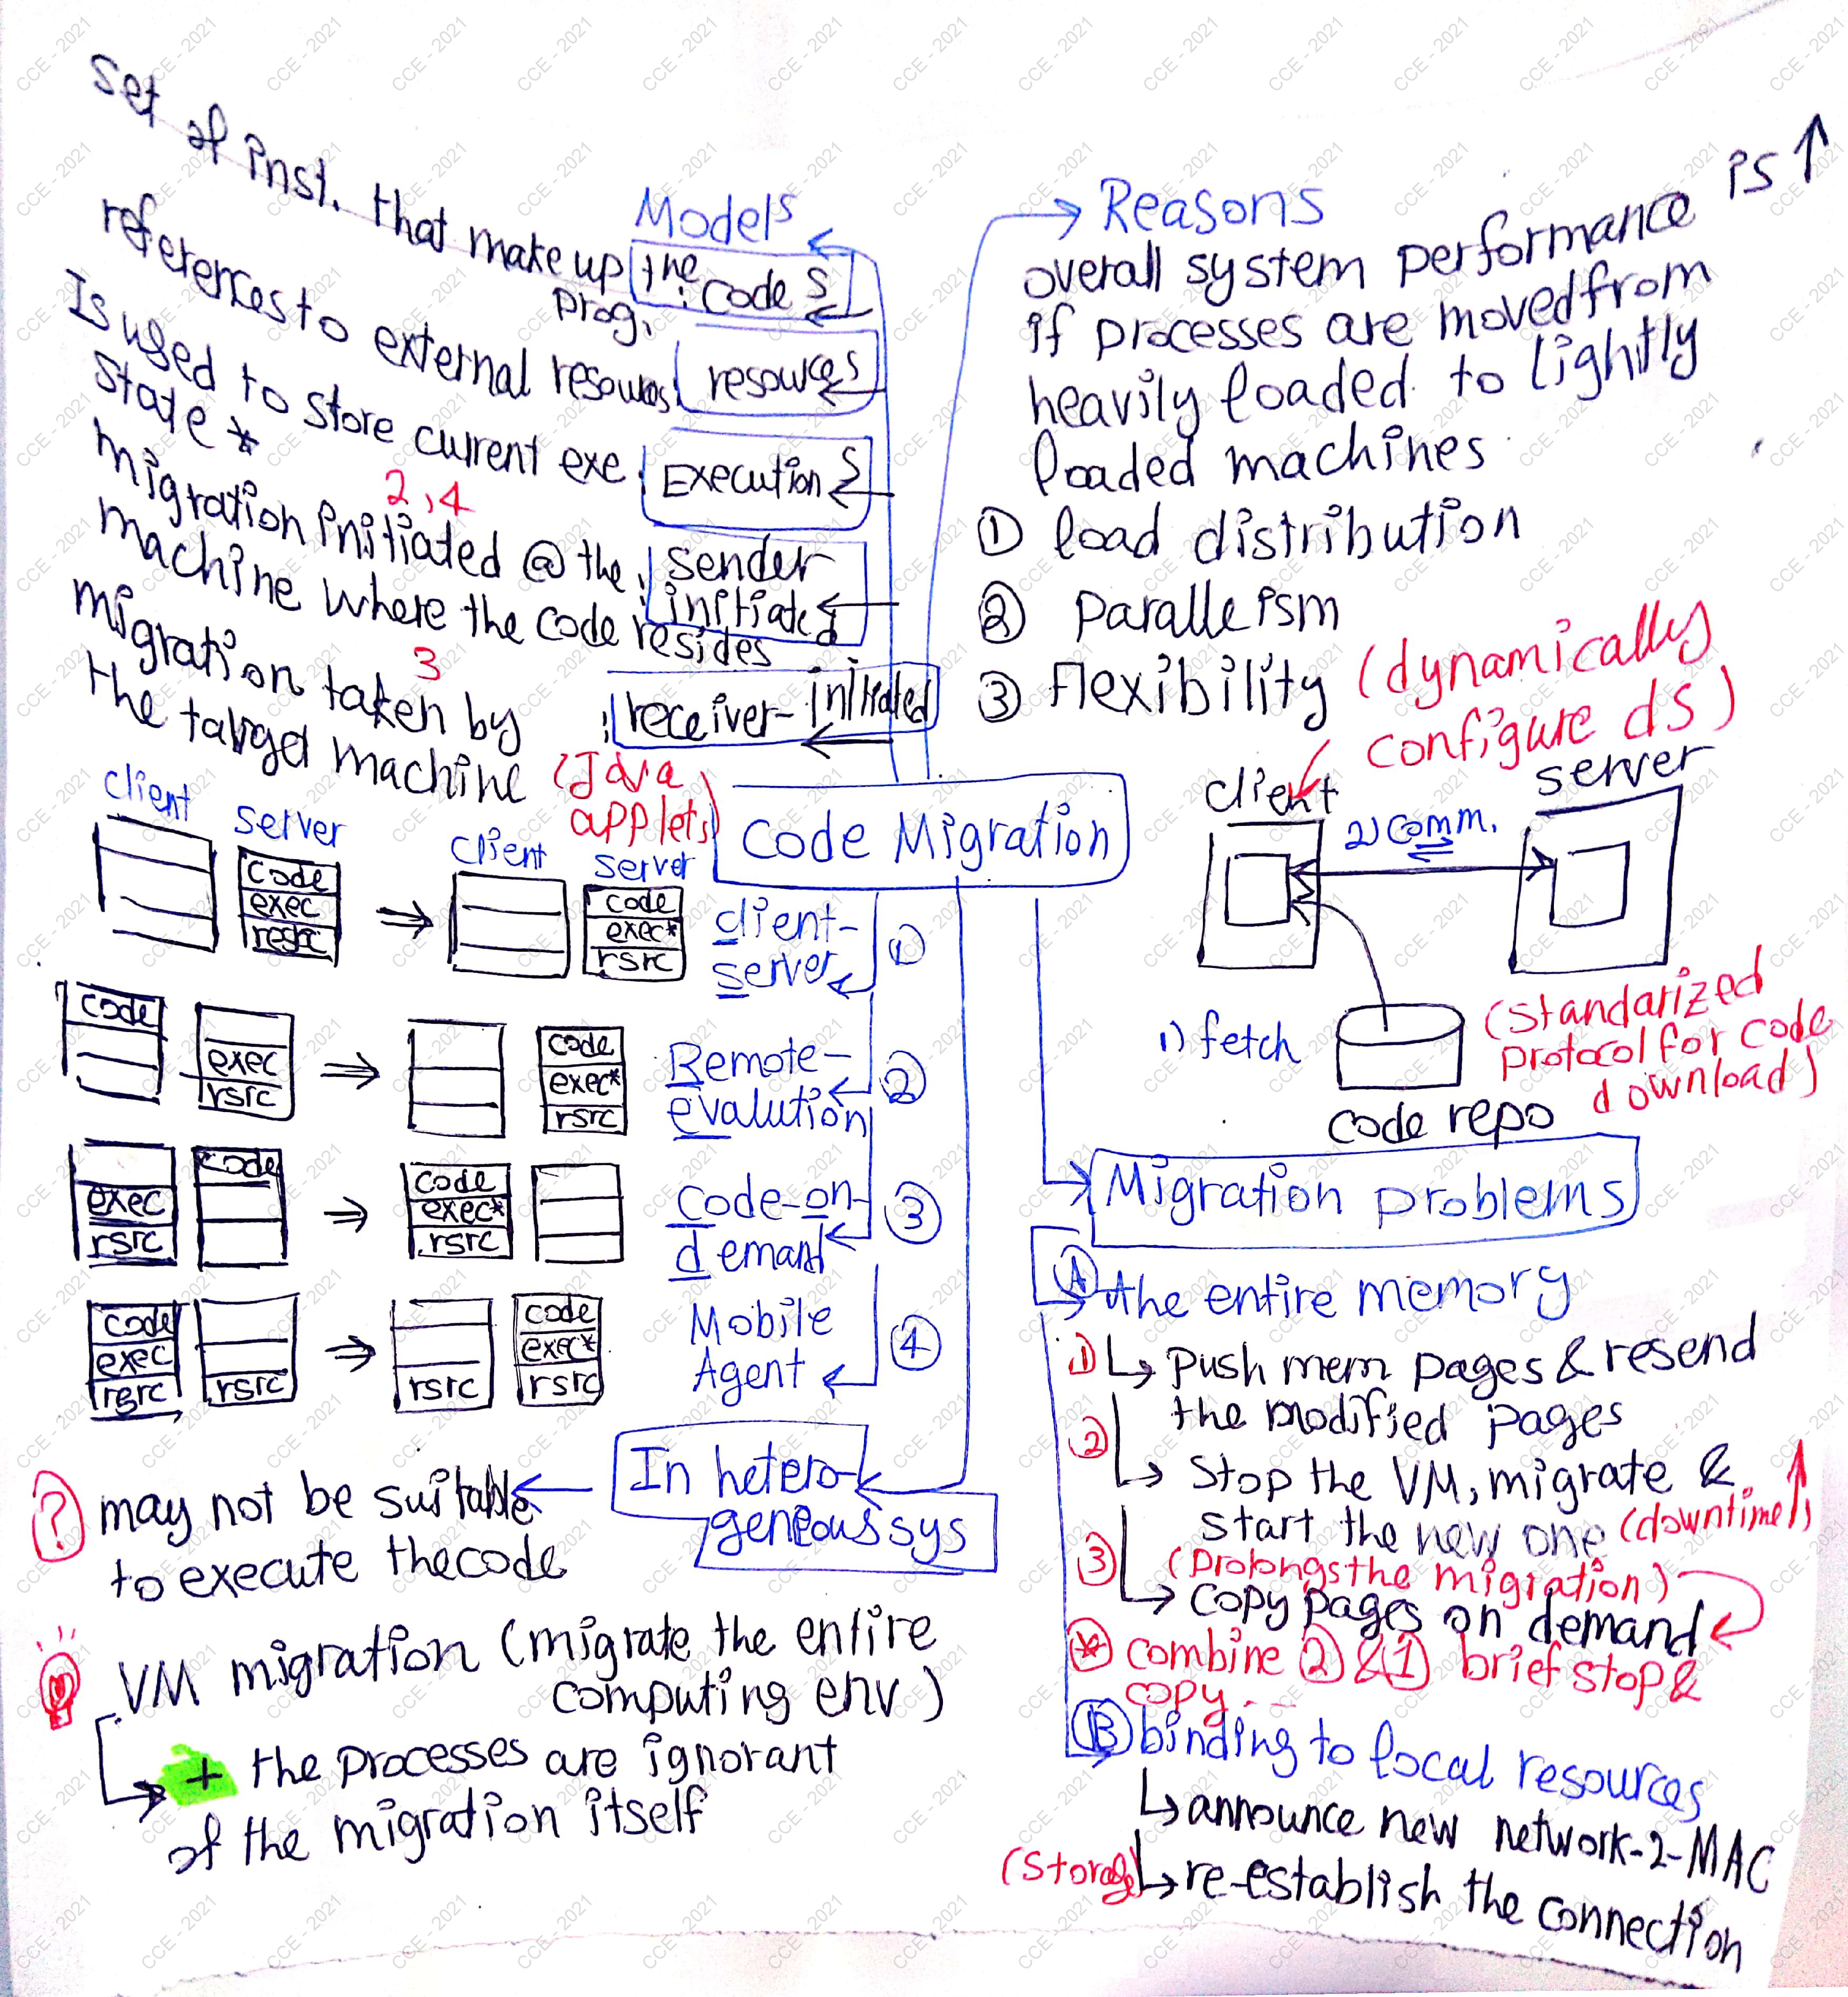 Set of inst. that make up the prog.
Models
code S
references to external resources
resources S
Is used to store current exe.
State *
Execution S
2,4
migration initiated @ the
machine where the code resides
sender
initiated
3
migration taken by
the target machine
(Java
applets)
receiver-initiated
Reasons
overall system performance is ↑
if processes are moved from
heavily loaded to lightly
loaded machines
① load distribution
② Paralleism
③ Flexibility (dynamically
configure ds)
Code Migration
client
server
2) Comm.
1) fetch
(Standarized
protocol for code
download)
code repo
client
server
code
exec
⇒
client
server
code
exec*
rsrc
client-
server
①
code
exec
rsrc
⇒
code
exec*
rsrc
Remote-
evalution
②
exec
rsrc
code
⇒
code
exec*
rsrc
Code-on-
demand
③
code
exec
rsrc
rsrc
⇒
rsrc
code
exec*
rsrc
Mobile
Agent
④
In hetero-
geneous sys
? may not be suitable
to execute the code
VM migration (migrate the entire
computing env)
+ the processes are ignorant
of the migration itself
Migration problems
Ⓐ the entire memory
1) Push mem pages & resend
the modified pages
2) Stop the VM, migrate &
start the new one (downtime ↑)
3) (Prolongs the migration)
copy pages on demand
* combine ② & ① brief stop &
copy - -
Ⓑ binding to local resources
announce new network-2-MAC
(Storage) re-establish the connection
CCE - 2021